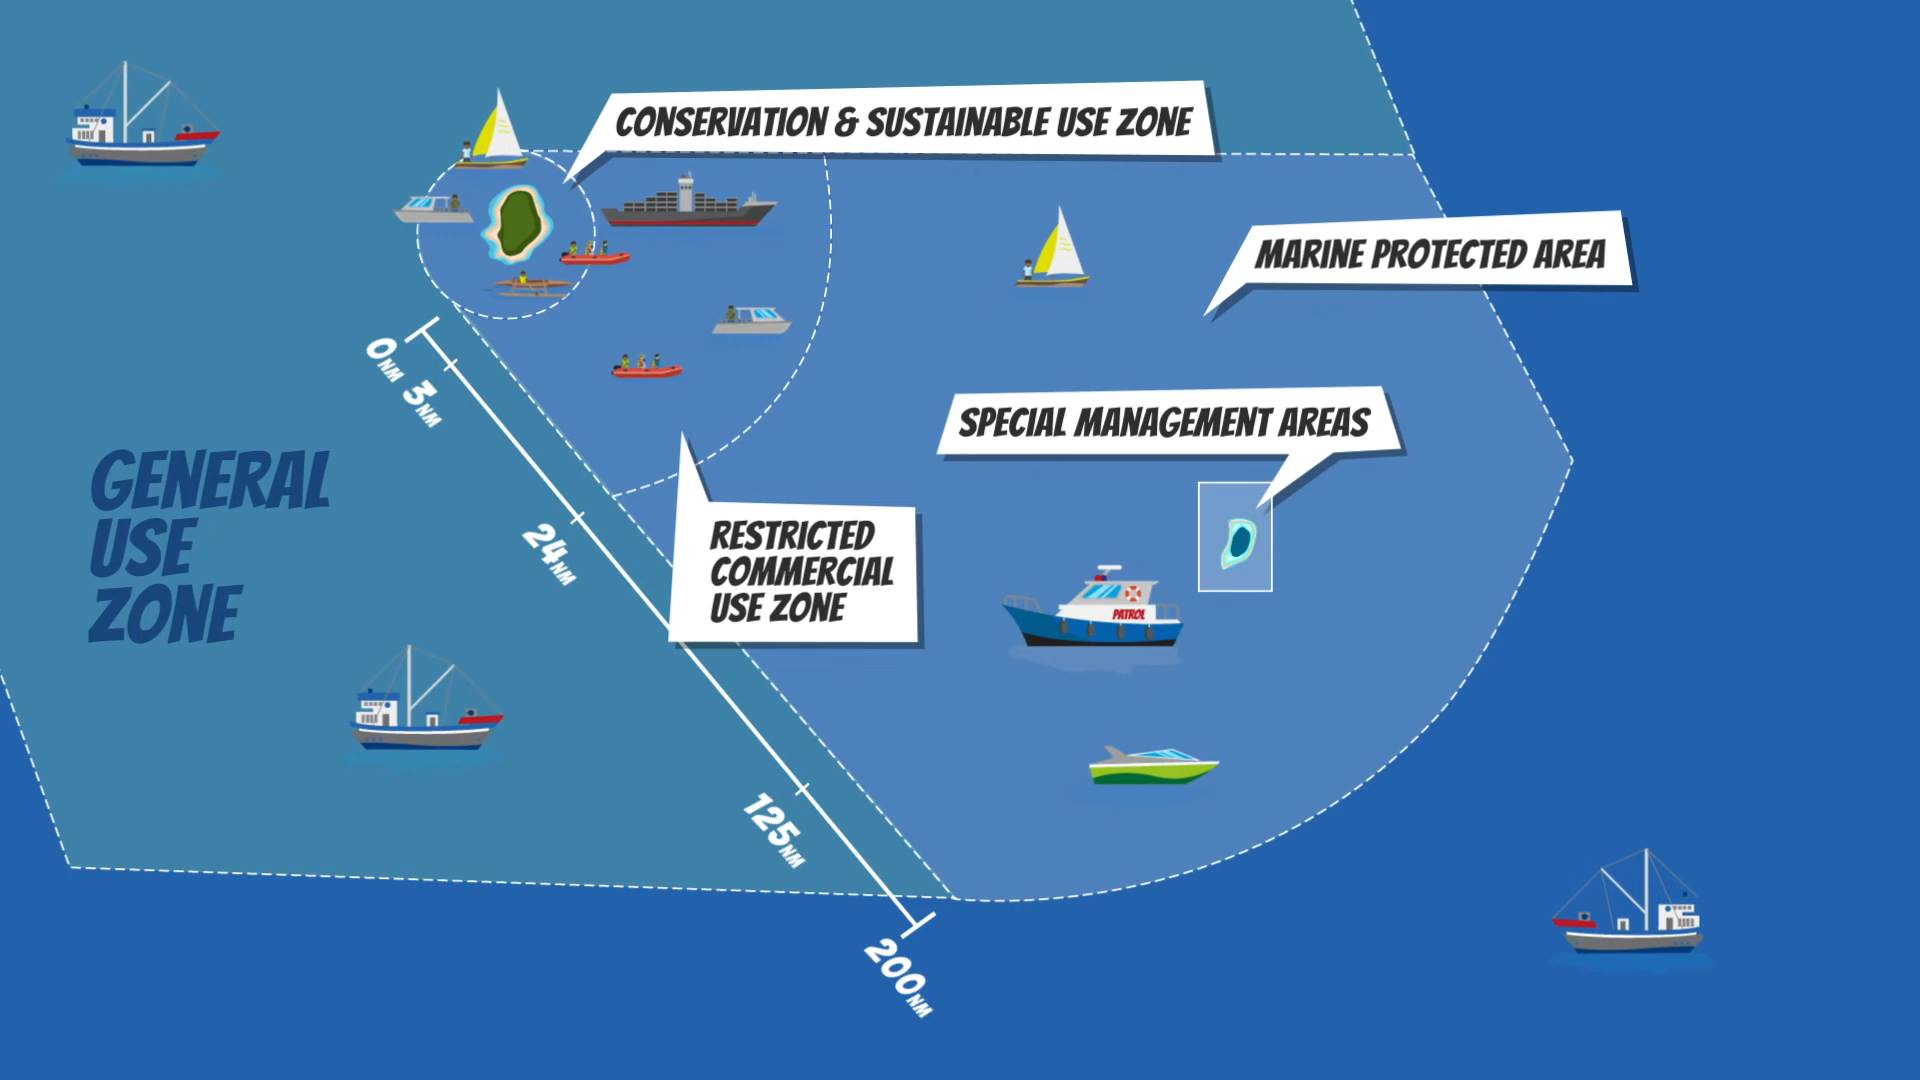 CONSERVATION & SUSTAINABLE USE ZONE
MARINE PROTECTED AREA
0NM
3NM
SPECIAL MANAGEMENT AREAS
GENERAL
USE
ZONE
24NM
RESTRICTED
COMMERCIAL
USE ZONE
PATROL
125NM
200NM